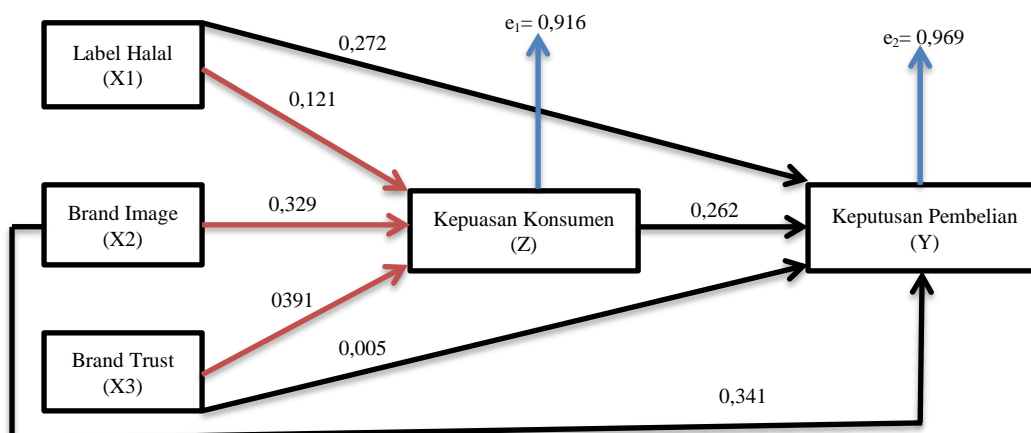 e₁= 0,916
e₂= 0,969
Label Halal
(X1)
0,272
0,121
Brand Image
(X2)
0,329
Kepuasan Konsumen
(Z)
0,262
Keputusan Pembelian
(Y)
0391
Brand Trust
(X3)
0,005
0,341